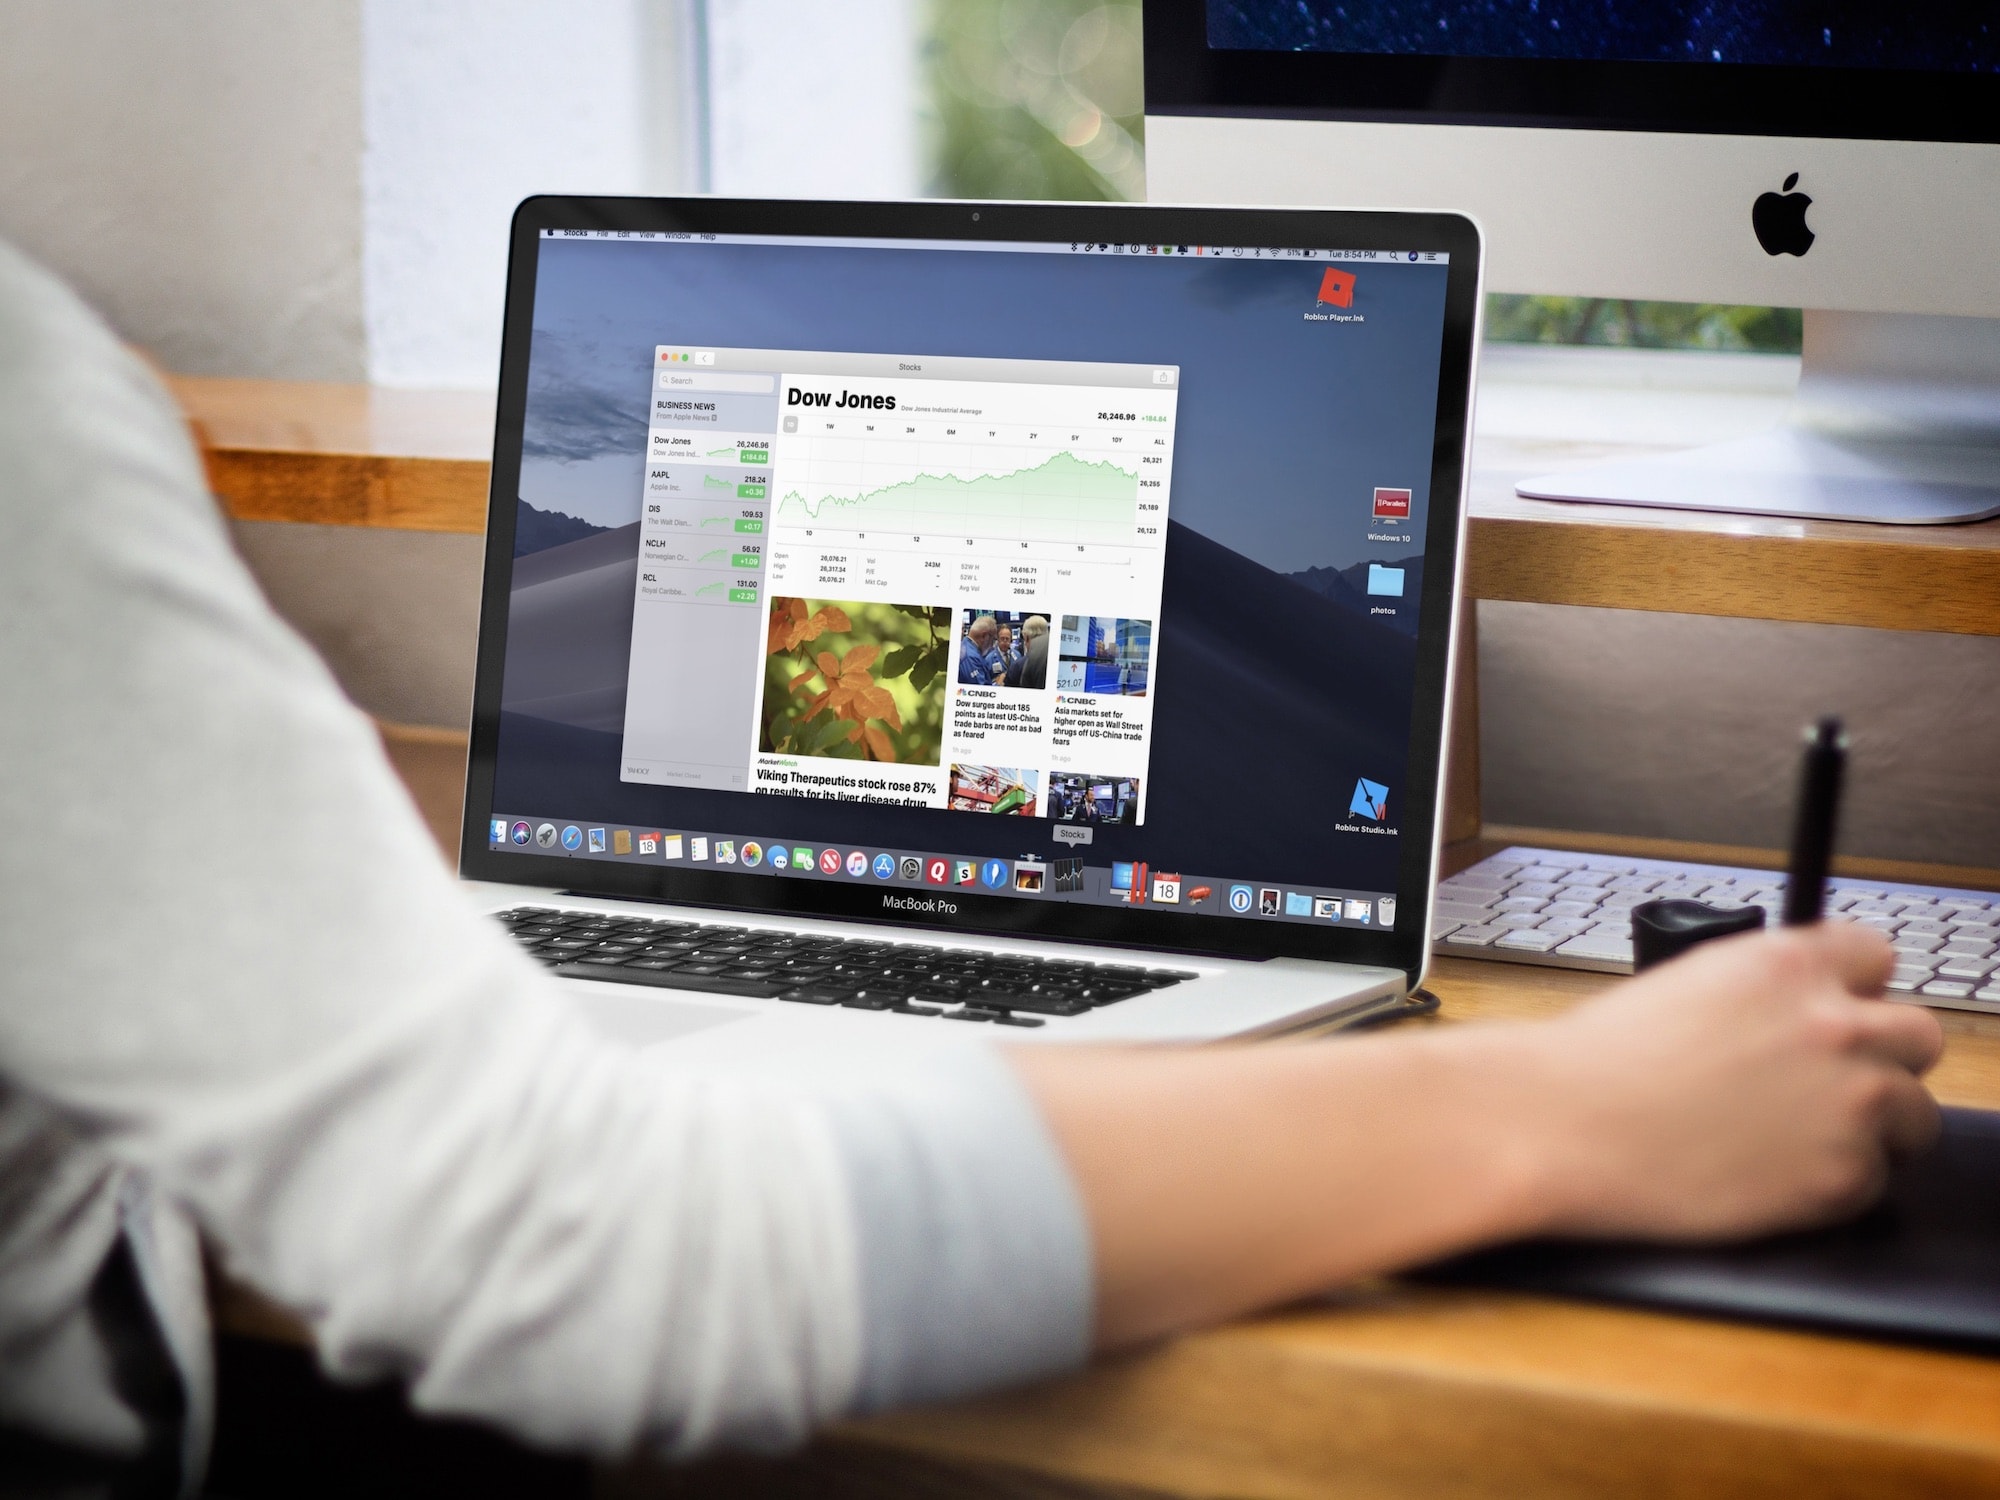 Stocks File Edit View Window Help
51% Tue 8:54 PM
Roblox Player.lnk
Stocks
Search
BUSINESS NEWS
From Apple News
Dow Jones 26,246.96
Dow Jones Ind... +184.84
AAPL 218.24
Apple Inc. +0.36
DIS 109.53
The Walt Disn... +0.17
NCLH 56.92
Norwegian Cr... +1.09
RCL 131.00
Royal Caribbe... +2.26
YAHOO!
Market Closed
Dow Jones Dow Jones Industrial Average 26,246.96 +184.84
1D 1W 1M 3M 6M 1Y 2Y 5Y 10Y ALL
26,321
26,255
26,189
26,123
10 11 12 13 14 15
Open 26,076.21 Vol 243M 52W H 26,616.71 Yield -
High 26,317.34 P/E - 52W L 22,219.11
Low 26,076.21 Mkt Cap - Avg Vol 269.3M
MarketWatch
Viking Therapeutics stock rose 87%
on results for its liver disease drug
CNBC
Dow surges about 185
points as latest US-China
trade barbs are not as bad
as feared
1h ago
521.07
CNBC
Asia markets set for
higher open as Wall Street
shrugs off US-China trade
fears
1h ago
Parallels
Windows 10
photos
Roblox Studio.lnk
Stocks
18
18
MacBook Pro